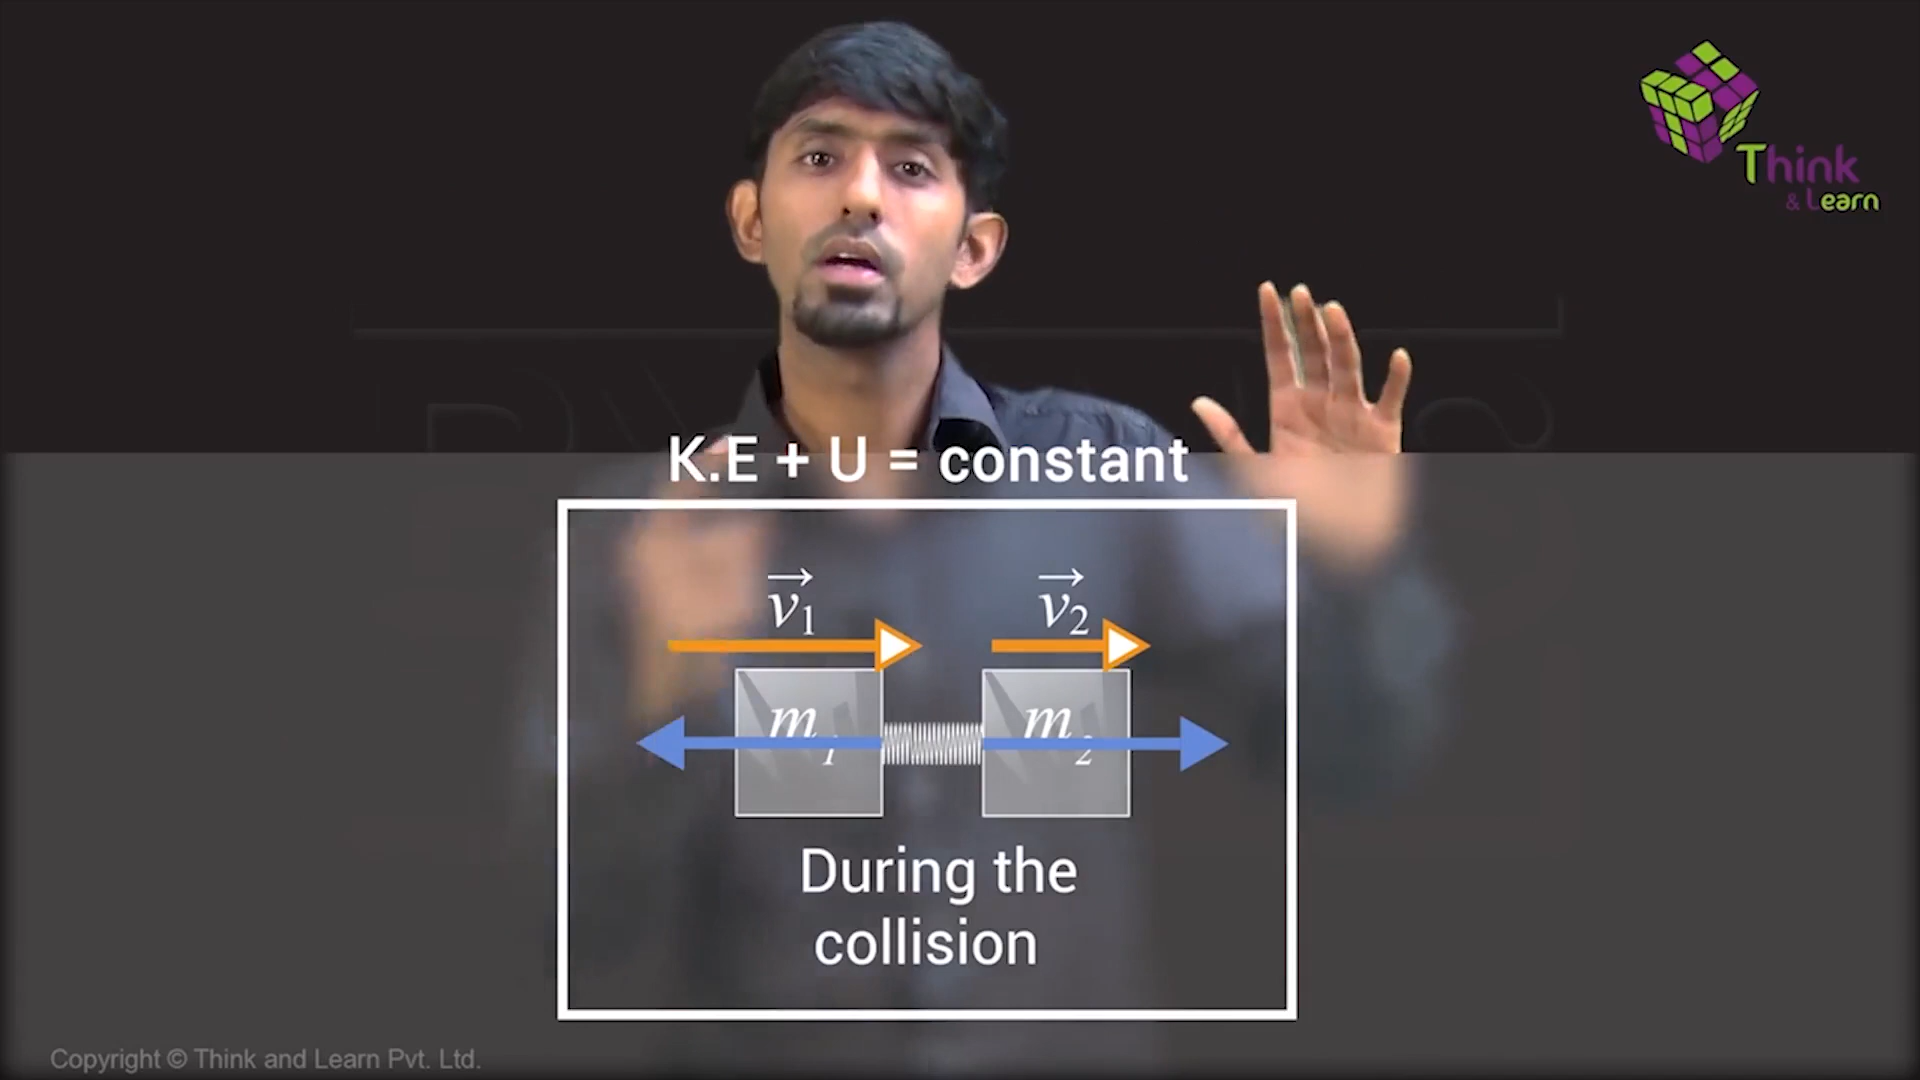 Think
& Learn
K.E + U = constant
v⃗1 v⃗2
m1 m2
During the
collision
Copyright © Think and Learn Pvt. Ltd.